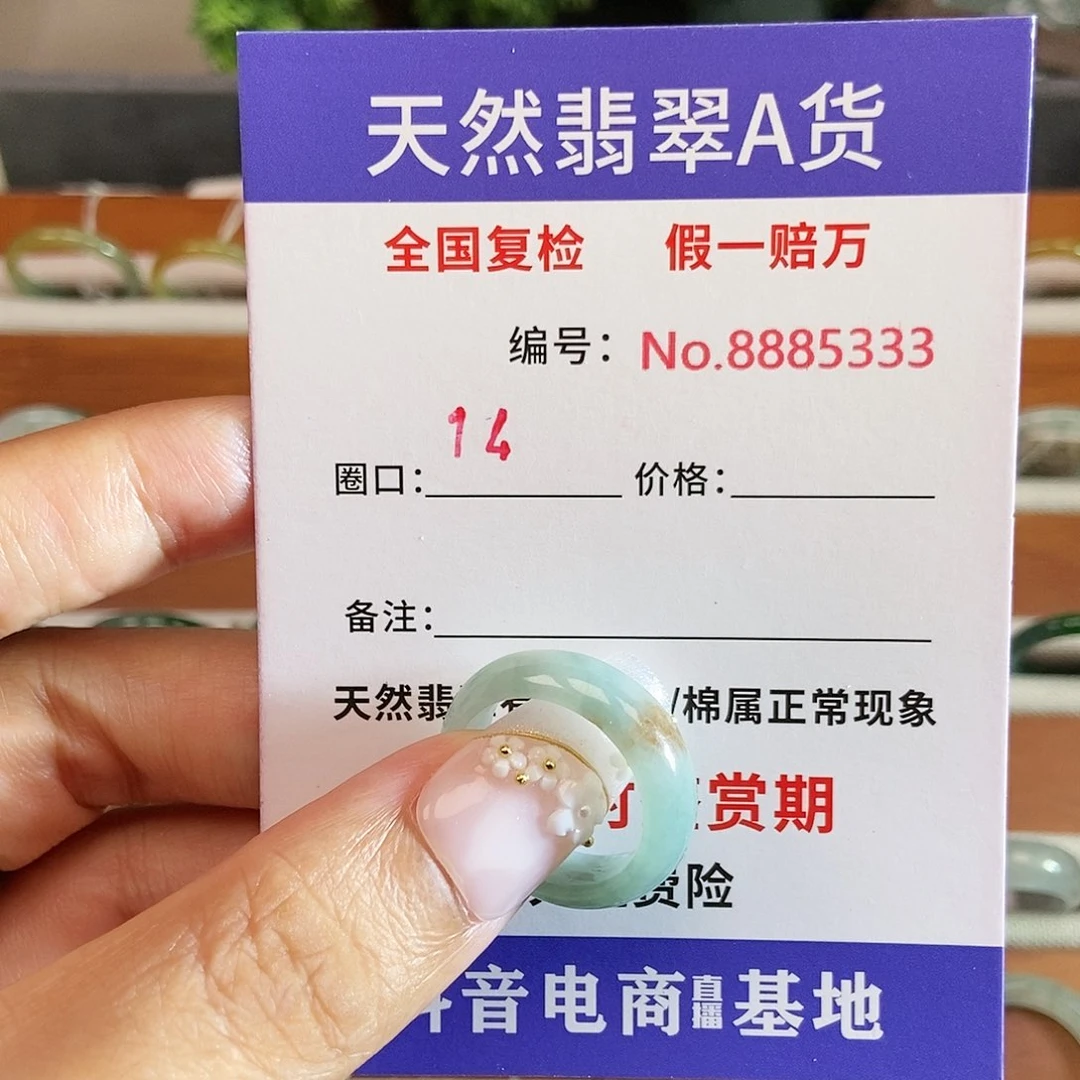 天然翡翠A货
全国复检 假一赔万
编号：No.8885333
14
圈口： 价格：
备注：
天然翡 /棉属正常现象
赏期
费险
音电商直播基地